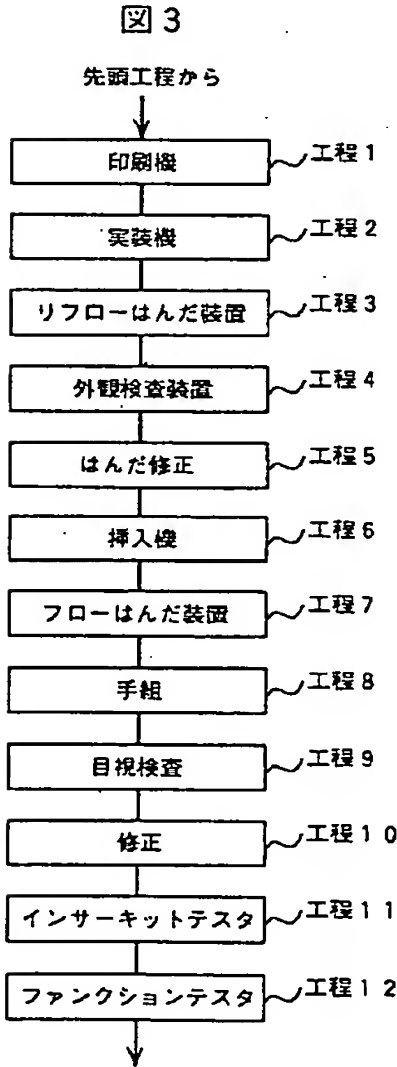 図3
先頭工程から
印刷機 工程1
実装機 工程2
リフローはんだ装置 工程3
外観検査装置 工程4
はんだ修正 工程5
挿入機 工程6
フローはんだ装置 工程7
手組 工程8
目視検査 工程9
修正 工程10
インサーキットテスタ 工程11
ファンクションテスタ 工程12